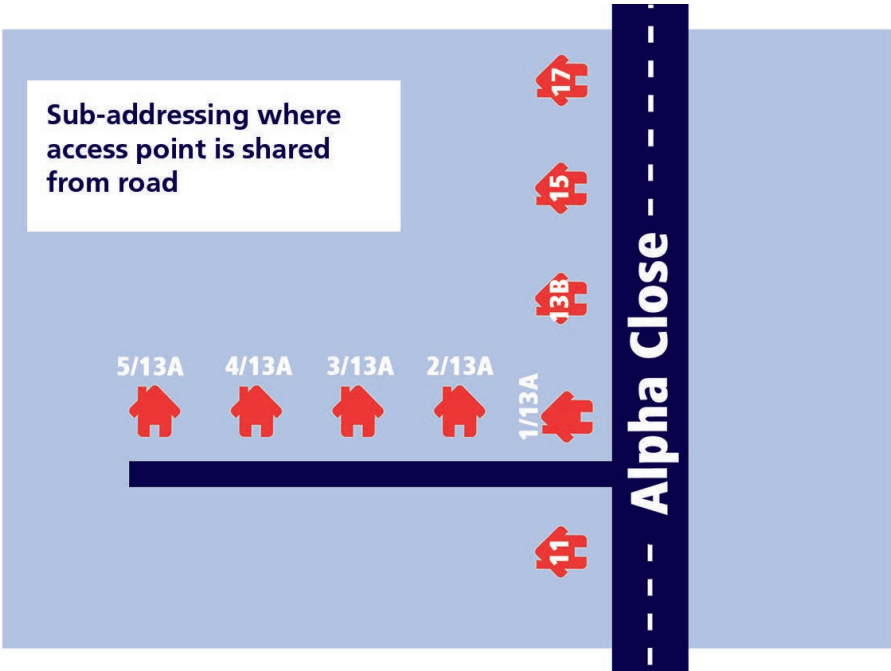 Sub-addressing where
access point is shared
from road
17
15
13B
5/13A
4/13A
3/13A
2/13A
1/13A
Alpha Close
11